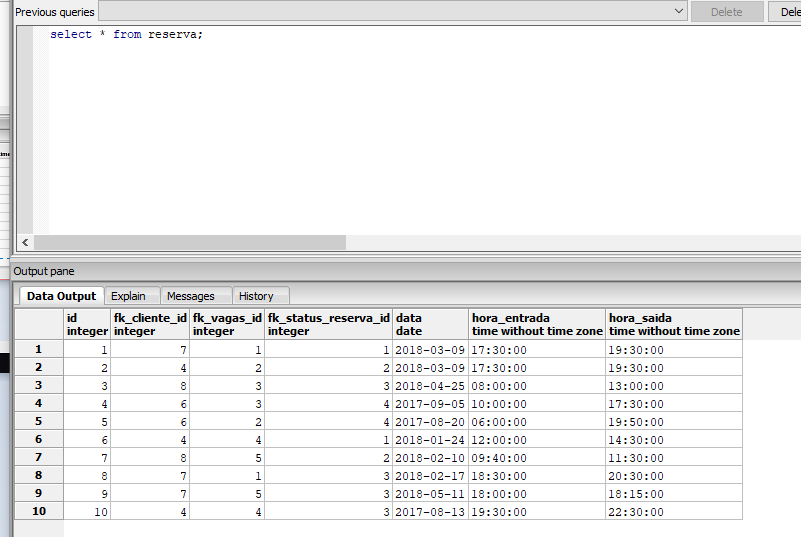 Previous queries
Delete
Dele
select * from reserva;
Output pane
Data Output Explain Messages History
id fk_cliente_id fk_vagas_id fk_status_reserva_id data hora_entrada hora_saida
integer integer integer integer date time without time zone time without time zone
1 1 7 1 1 2018-03-09 17:30:00 19:30:00
2 2 4 2 2 2018-03-09 17:30:00 19:30:00
3 3 8 3 3 2018-04-25 08:00:00 13:00:00
4 4 6 3 4 2017-09-05 10:00:00 17:30:00
5 5 6 2 4 2017-08-20 06:00:00 19:50:00
6 6 4 4 1 2018-01-24 12:00:00 14:30:00
7 7 8 5 2 2018-02-10 09:40:00 11:30:00
8 8 7 1 3 2018-02-17 18:30:00 20:30:00
9 9 7 5 3 2018-05-11 18:00:00 18:15:00
10 10 4 4 3 2017-08-13 19:30:00 22:30:00